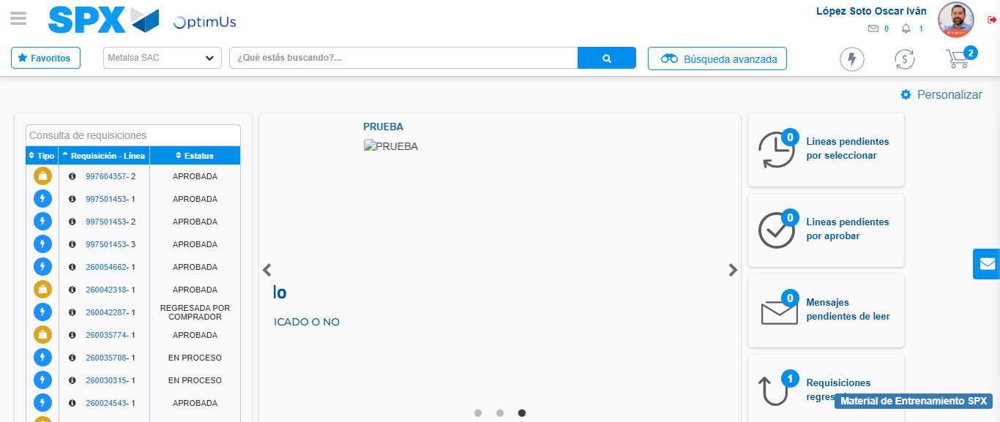 SPX OptimUs
López Soto Oscar Iván
0 1
Favoritos
Metalsa SAC
¿Qué estás buscando?...
Búsqueda avanzada
2
Personalizar
Consulta de requisiciones
Tipo Requisición - Línea Estatus
997604357- 2 APROBADA
997501453- 1 APROBADA
997501453- 2 APROBADA
997501453- 3 APROBADA
260054662- 1 APROBADA
260042318- 1 APROBADA
260042287- 1 REGRESADA POR
COMPRADOR
260035774- 1 APROBADA
260035708- 1 EN PROCESO
260030315- 1 EN PROCESO
260024543- 1 APROBADA
PRUEBA
PRUEBA
lo
ICADO O NO
0
Lineas pendientes
por seleccionar
0
Lineas pendientes
por aprobar
0
Mensajes
pendientes de leer
1
Requisiciones
Material de Entrenamiento SPX